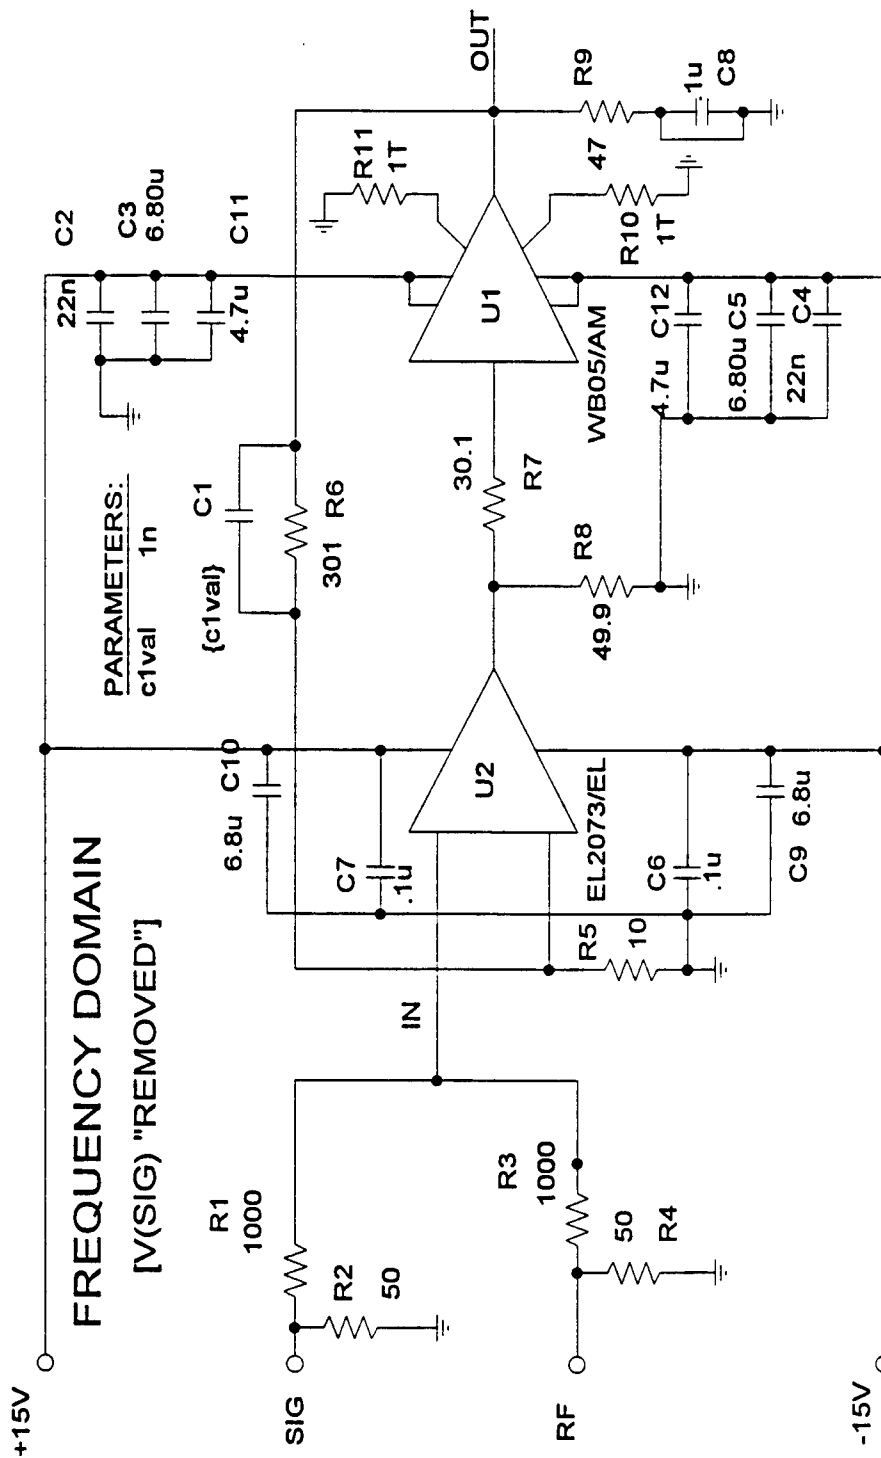 FREQUENCY DOMAIN
[V(SIG) "REMOVED"]
PARAMETERS:
c1val 1n
+15V
SIG
RF
-15V
R1
1000
R2
50
R3
1000
50
R4
IN
C10
6.8u
C7
.1u
U2
EL2073/EL
R5
10
C6
.1u
C9
6.8u
C1
{c1val}
R6
301
30.1
R7
R8
49.9
C2
22n
C3
6.80u
C11
4.7u
R11
1T
U1
WB05/AM
R10
1T
C12
4.7u
C5
6.80u
C4
22n
OUT
R9
47
.1u
C8